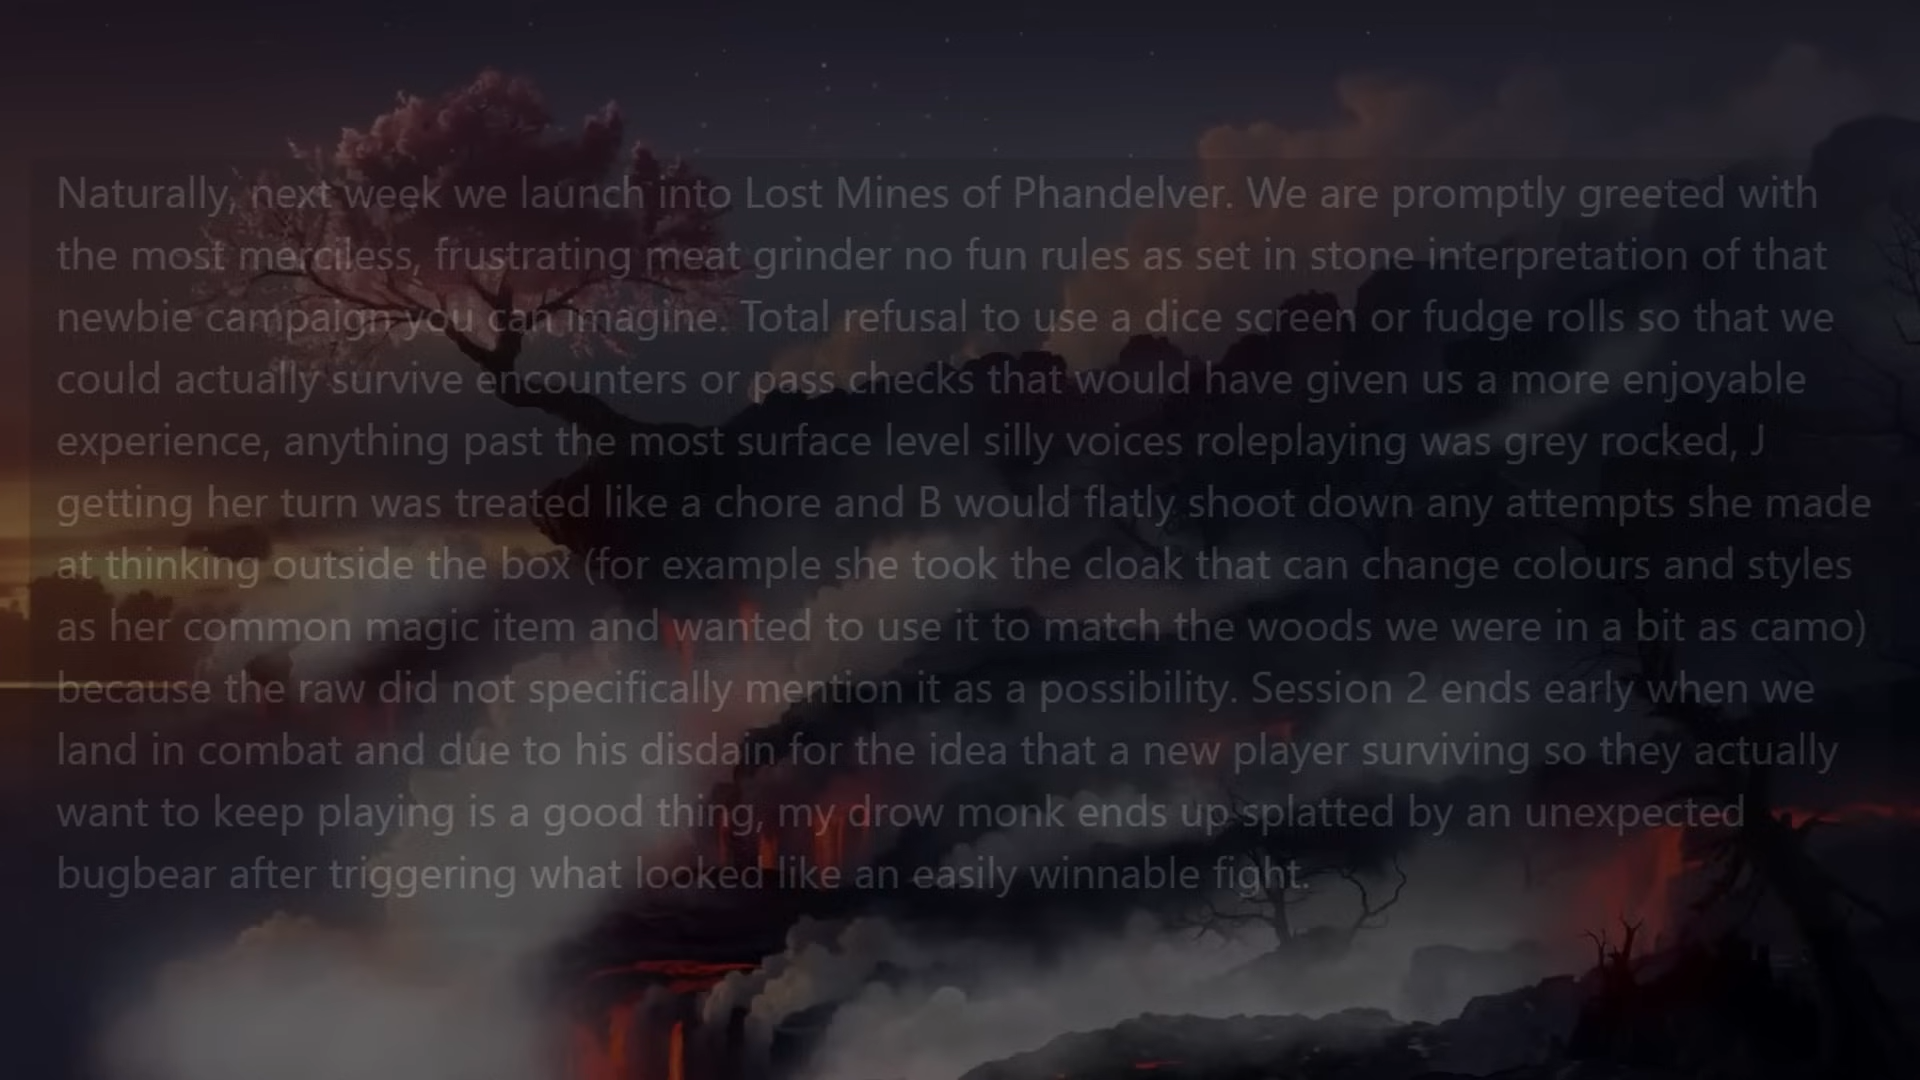 Naturally, next week we launch into Lost Mines of Phandelver. We are promptly greeted with
the most merciless, frustrating meat grinder no fun rules as set in stone interpretation of that
newbie campaign you can imagine. Total refusal to use a dice screen or fudge rolls so that we
could actually survive encounters or pass checks that would have given us a more enjoyable
experience, anything past the most surface level silly voices roleplaying was grey rocked, J
getting her turn was treated like a chore and B would flatly shoot down any attempts she made
at thinking outside the box (for example she took the cloak that can change colours and styles
as her common magic item and wanted to use it to match the woods we were in a bit as camo)
because the raw did not specifically mention it as a possibility. Session 2 ends early when we
land in combat and due to his disdain for the idea that a new player surviving so they actually
want to keep playing is a good thing, my drow monk ends up splatted by an unexpected
bugbear after triggering what looked like an easily winnable fight.